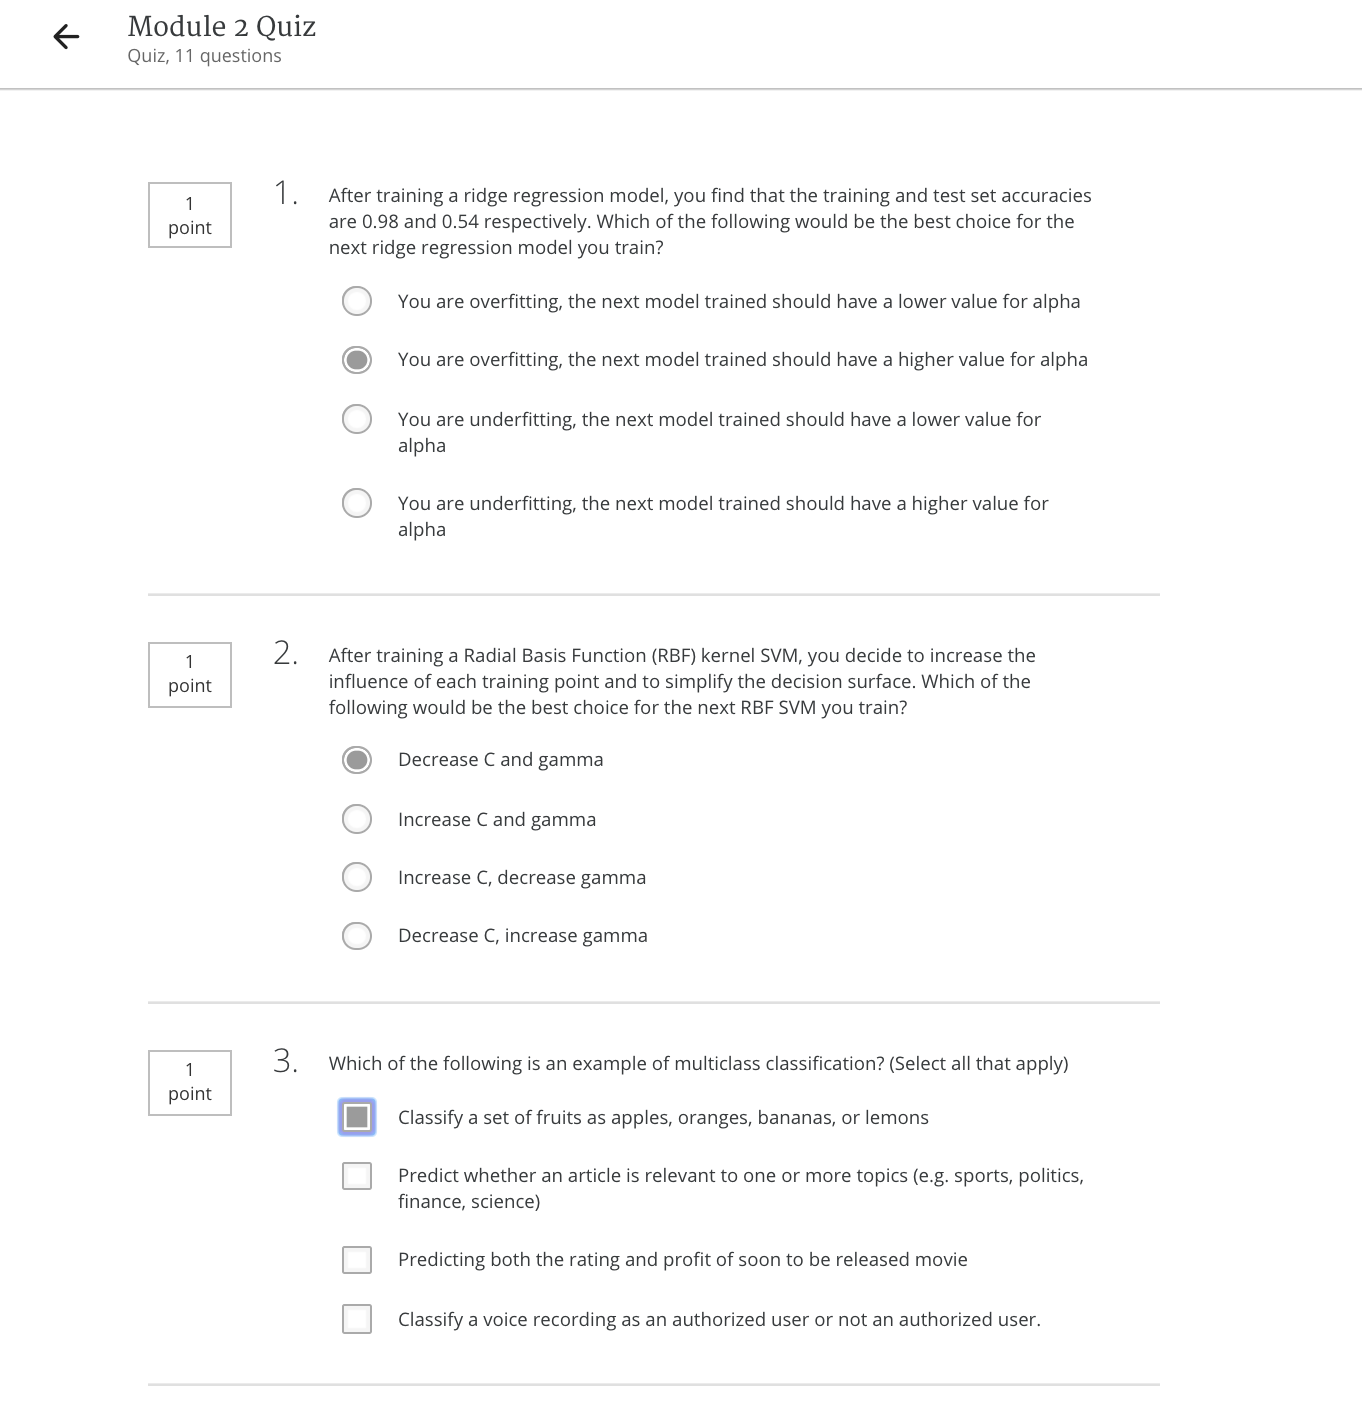 Module 2 Quiz
Quiz, 11 questions
1
point
1.
After training a ridge regression model, you find that the training and test set accuracies
are 0.98 and 0.54 respectively. Which of the following would be the best choice for the
next ridge regression model you train?
You are overfitting, the next model trained should have a lower value for alpha
You are overfitting, the next model trained should have a higher value for alpha
You are underfitting, the next model trained should have a lower value for
alpha
You are underfitting, the next model trained should have a higher value for
alpha
1
point
2.
After training a Radial Basis Function (RBF) kernel SVM, you decide to increase the
influence of each training point and to simplify the decision surface. Which of the
following would be the best choice for the next RBF SVM you train?
Decrease C and gamma
Increase C and gamma
Increase C, decrease gamma
Decrease C, increase gamma
1
point
3.
Which of the following is an example of multiclass classification? (Select all that apply)
Classify a set of fruits as apples, oranges, bananas, or lemons
Predict whether an article is relevant to one or more topics (e.g. sports, politics,
finance, science)
Predicting both the rating and profit of soon to be released movie
Classify a voice recording as an authorized user or not an authorized user.